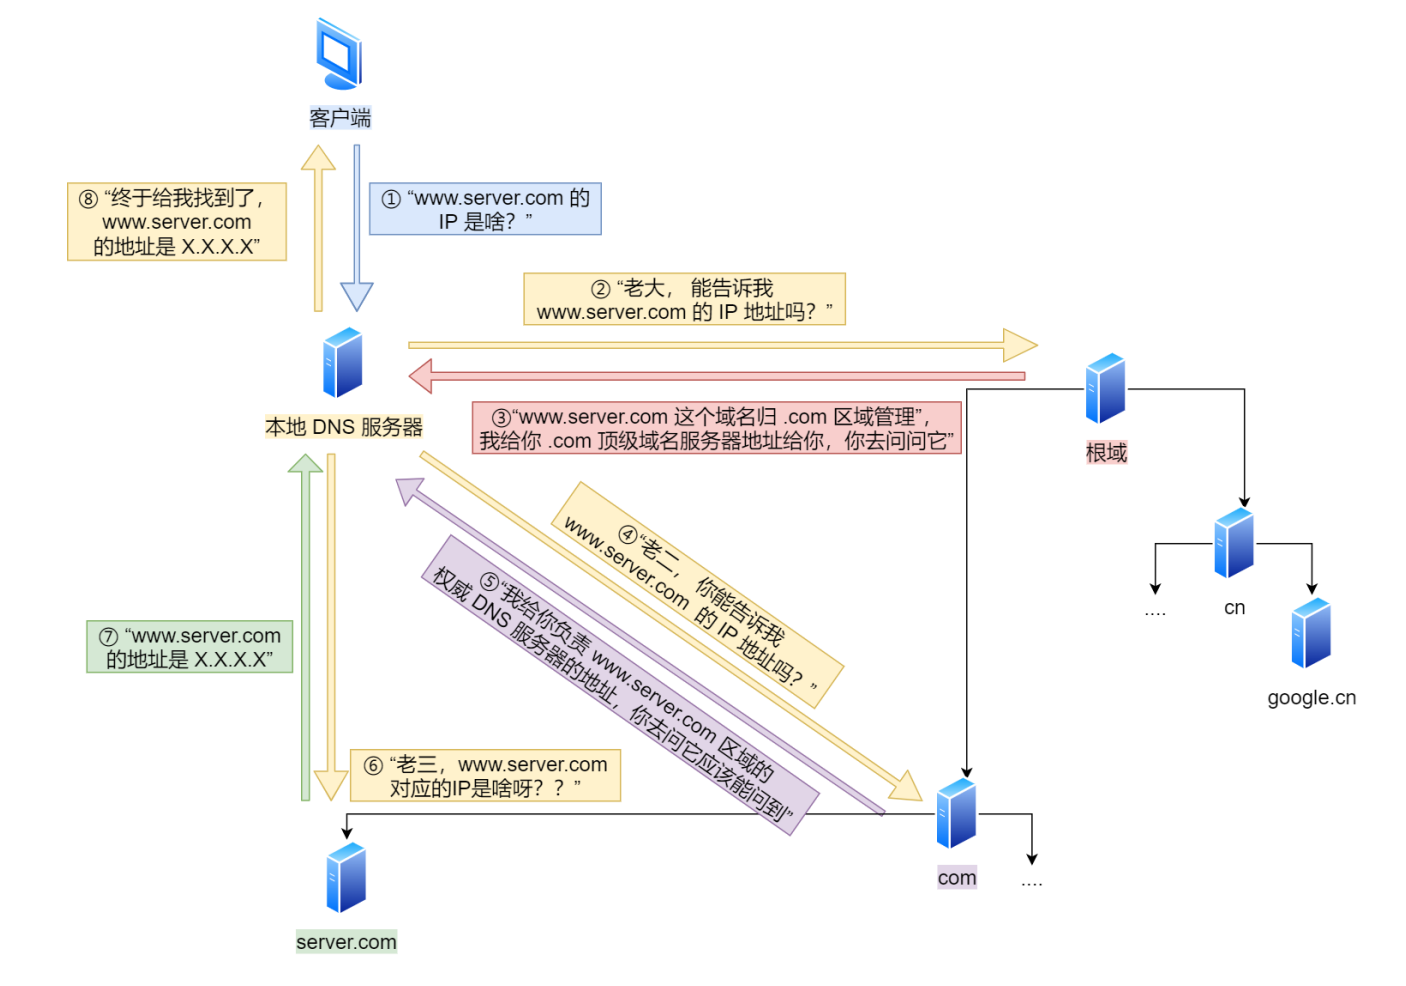 客户端
⑧ “终于给我找到了，
www.server.com
的地址是 X.X.X.X”
① “www.server.com 的
IP 是啥？”
② “老大， 能告诉我
www.server.com 的 IP 地址吗？”
本地 DNS 服务器
③“www.server.com 这个域名归 .com 区域管理”，
我给你 .com 顶级域名服务器地址给你，你去问问它”
根域
④“老二，你能告诉我
www.server.com 的 IP 地址吗？”
⑤“我给你负责 www.server.com 区域的
权威 DNS 服务器的地址，你去问它应该能问到”
....
cn
google.cn
⑦ “www.server.com
的地址是 X.X.X.X”
⑥ “老三，www.server.com
对应的IP是啥呀？？”
com
....
server.com